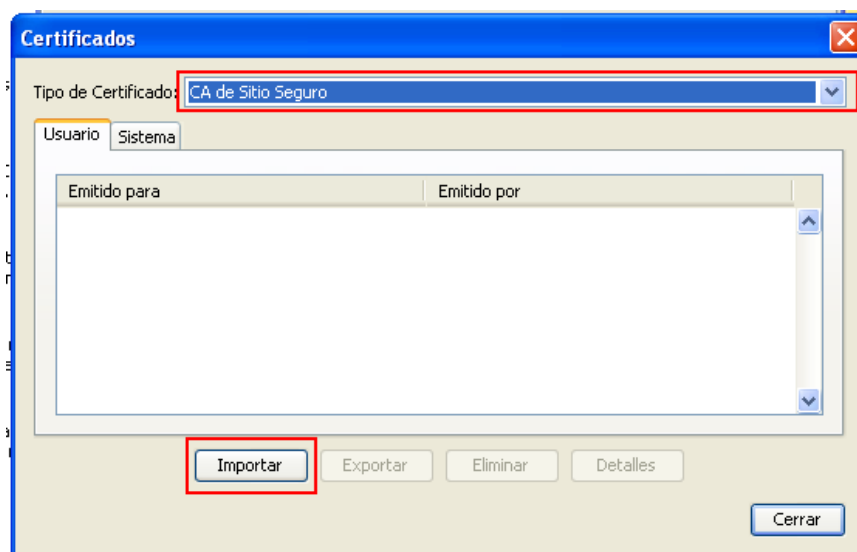 Certificados
Tipo de Certificado: CA de Sitio Seguro
Usuario Sistema
Emitido para Emitido por
Importar Exportar Eliminar Detalles
Cerrar